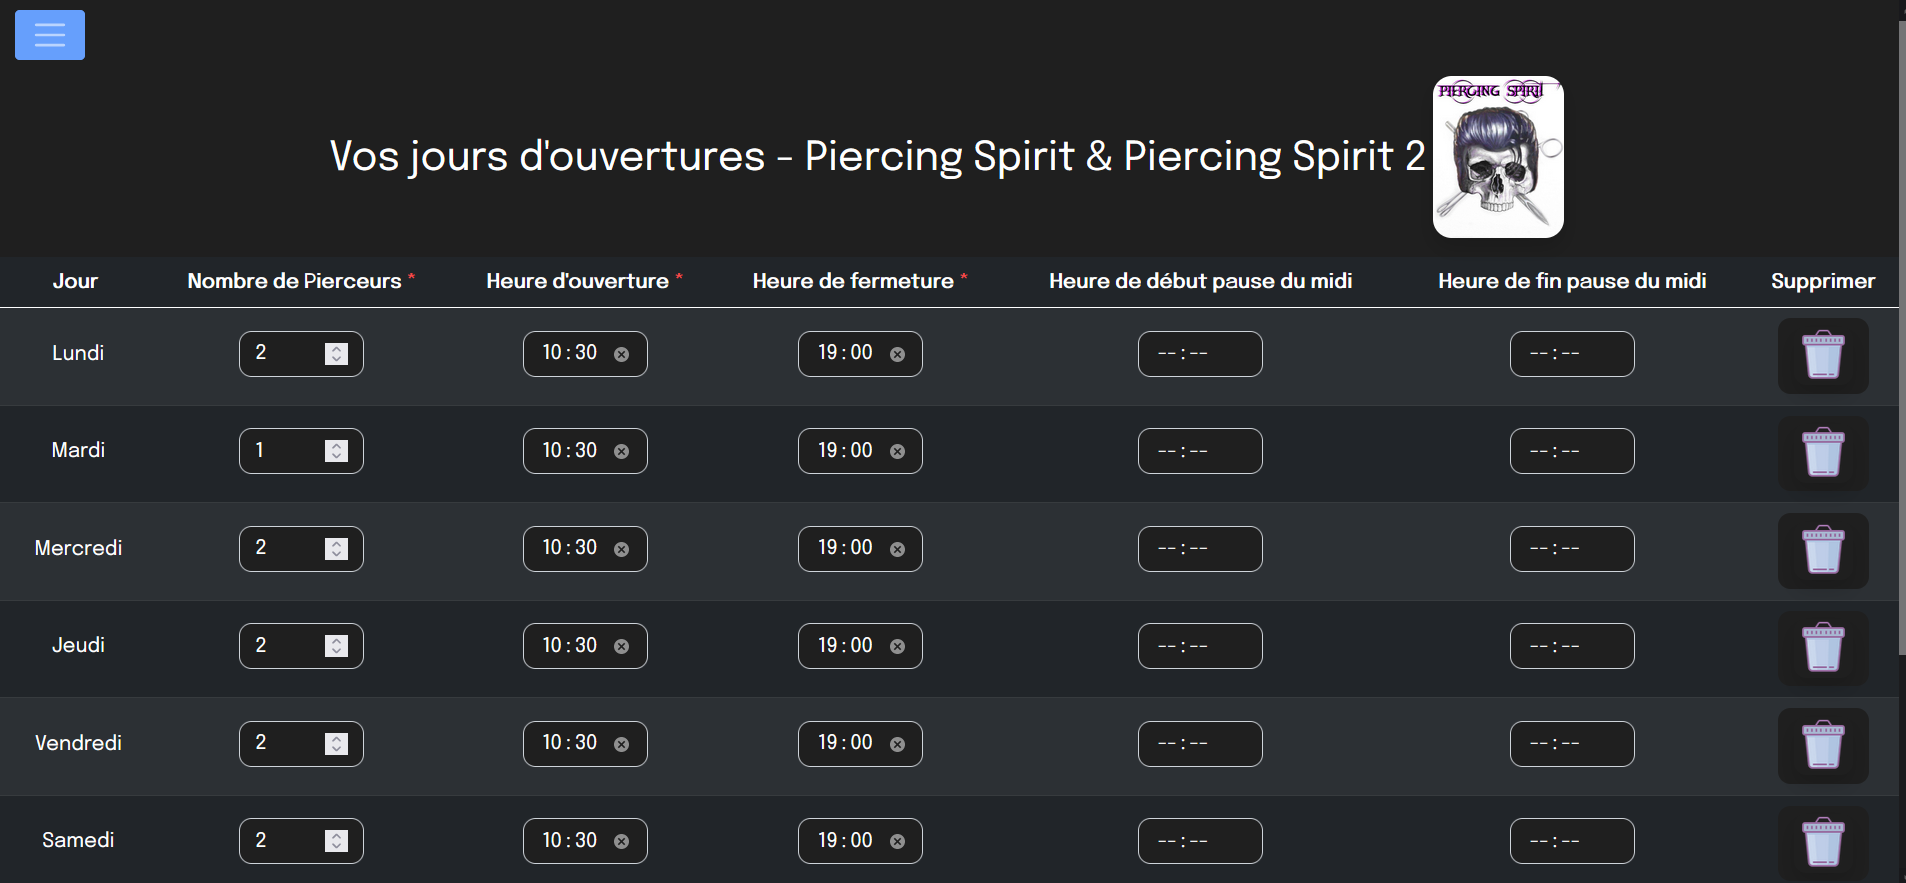 PIERCING SPIRIT
Vos jours d'ouvertures - Piercing Spirit & Piercing Spirit 2
Jour Nombre de Pierceurs * Heure d'ouverture * Heure de fermeture * Heure de début pause du midi Heure de fin pause du midi Supprimer
Lundi 2 10:30 19:00 --:-- --:--
Mardi 1 10:30 19:00 --:-- --:--
Mercredi 2 10:30 19:00 --:-- --:--
Jeudi 2 10:30 19:00 --:-- --:--
Vendredi 2 10:30 19:00 --:-- --:--
Samedi 2 10:30 19:00 --:-- --:--